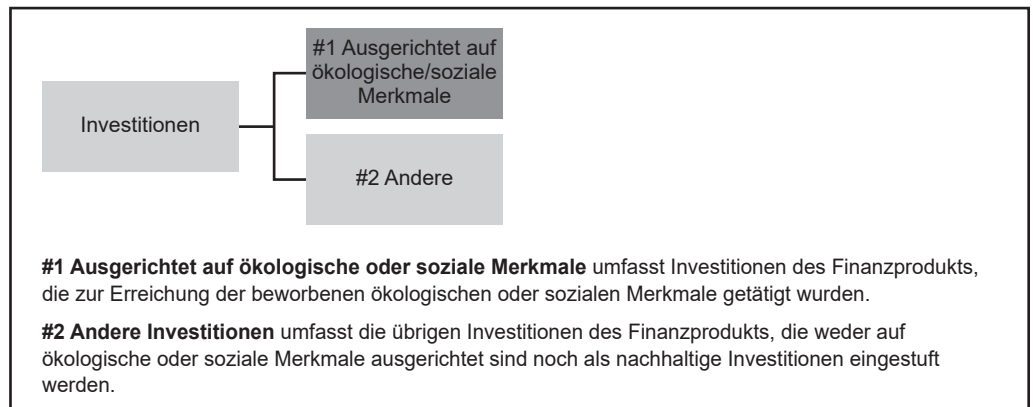 #1 Ausgerichtet auf
ökologische/soziale
Merkmale
Investitionen
#2 Andere
#1 Ausgerichtet auf ökologische oder soziale Merkmale umfasst Investitionen des Finanzprodukts,
die zur Erreichung der beworbenen ökologischen oder sozialen Merkmale getätigt wurden.
#2 Andere Investitionen umfasst die übrigen Investitionen des Finanzprodukts, die weder auf
ökologische oder soziale Merkmale ausgerichtet sind noch als nachhaltige Investitionen eingestuft
werden.